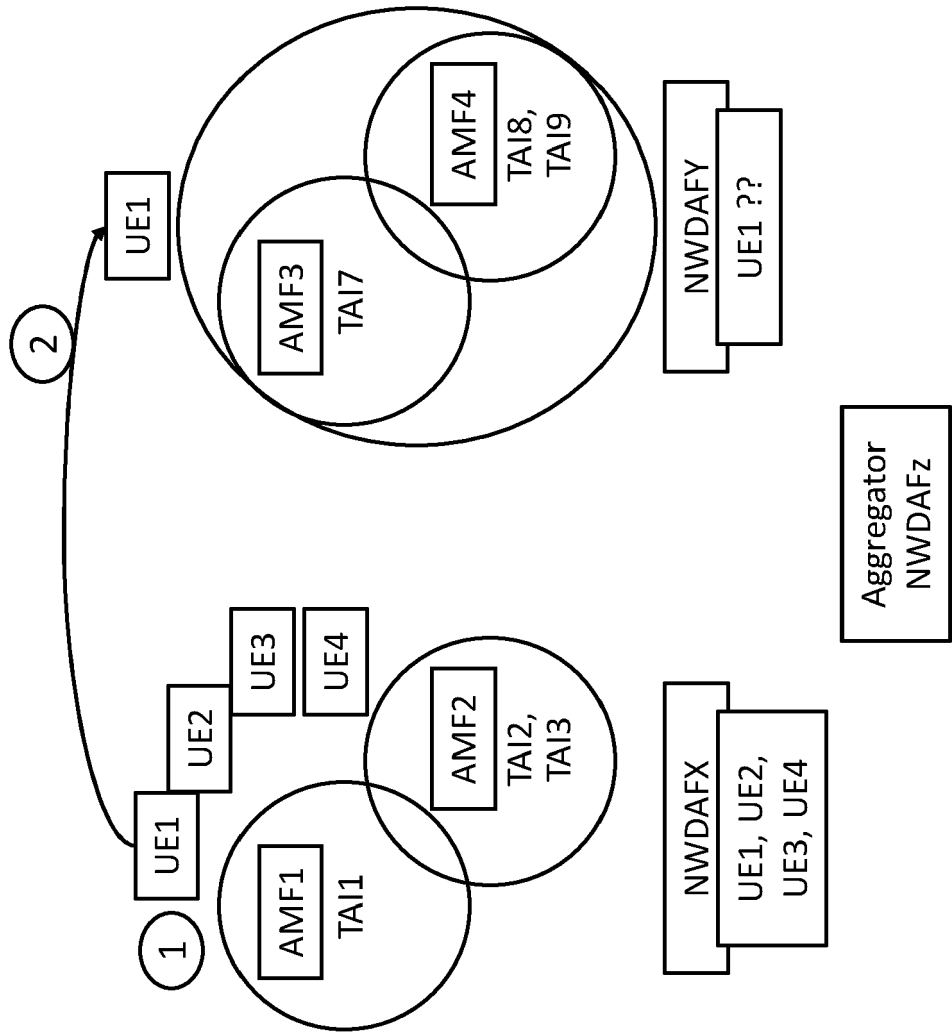 2
1
UE1
UE2
UE3
UE4
UE1
AMF1
TAI1
AMF2
TAI2,
TAI3
AMF3
TAI7
AMF4
TAI8,
TAI9
NWDAFX
UE1, UE2,
UE3, UE4
NWDAFY
UE1 ??
Aggregator
NWDAFz